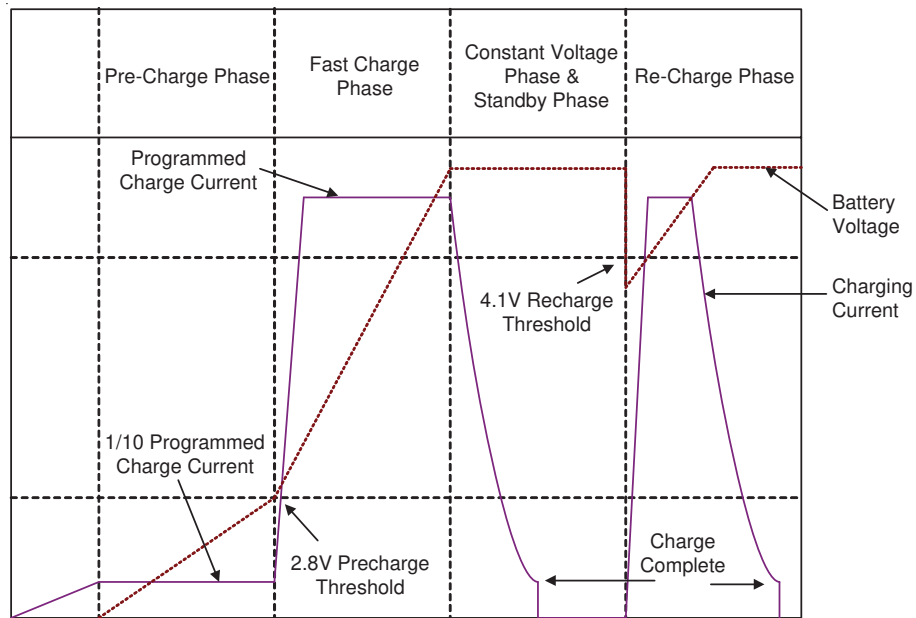 Pre-Charge Phase
Fast Charge
Phase
Constant Voltage
Phase &
Standby Phase
Re-Charge Phase
Programmed
Charge Current
Battery
Voltage
4.1V Recharge
Threshold
Charging
Current
1/10 Programmed
Charge Current
2.8V Precharge
Threshold
Charge
Complete